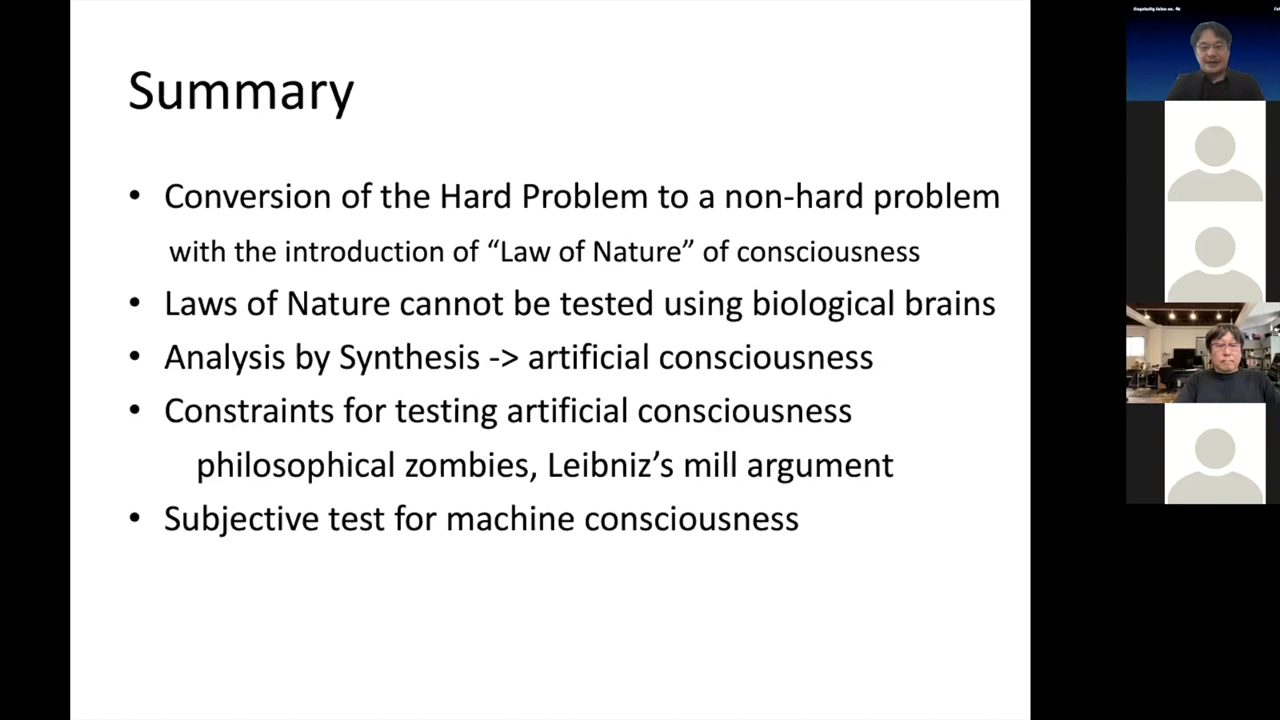 Summary
• Conversion of the Hard Problem to a non-hard problem
with the introduction of “Law of Nature” of consciousness
• Laws of Nature cannot be tested using biological brains
• Analysis by Synthesis -> artificial consciousness
• Constraints for testing artificial consciousness
philosophical zombies, Leibniz’s mill argument
• Subjective test for machine consciousness